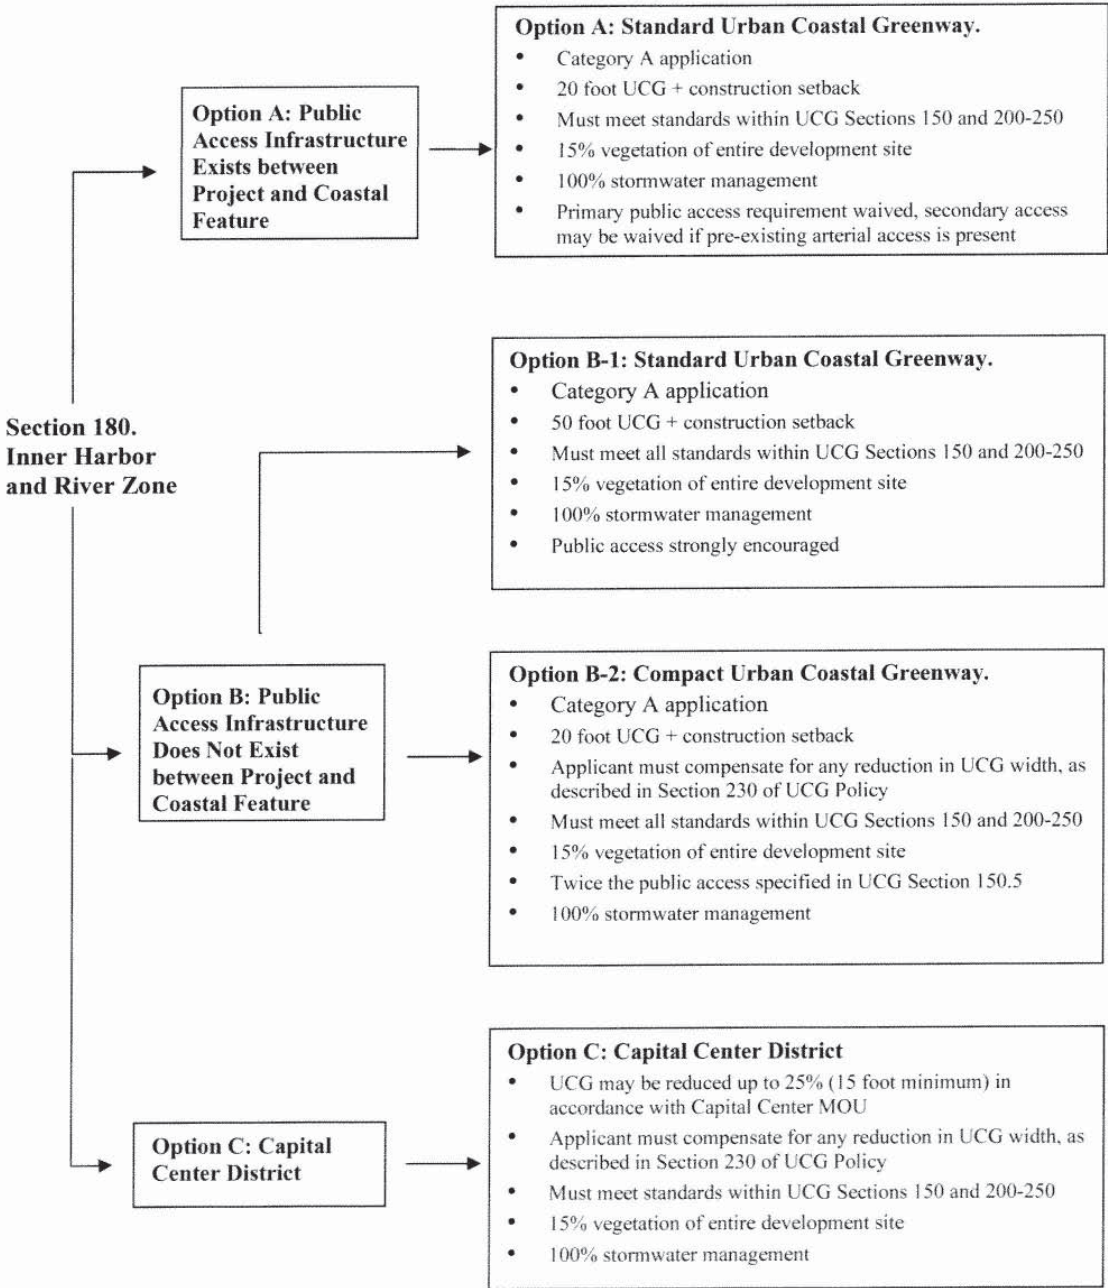 Section 180.
Inner Harbor
and River Zone
Option A: Public
Access Infrastructure
Exists between
Project and Coastal
Feature
Option A: Standard Urban Coastal Greenway.
• Category A application
• 20 foot UCG + construction setback
• Must meet standards within UCG Sections 150 and 200-250
• 15% vegetation of entire development site
• 100% stormwater management
• Primary public access requirement waived, secondary access
may be waived if pre-existing arterial access is present
Option B: Public
Access Infrastructure
Does Not Exist
between Project and
Coastal Feature
Option B-1: Standard Urban Coastal Greenway.
• Category A application
• 50 foot UCG + construction setback
• Must meet all standards within UCG Sections 150 and 200-250
• 15% vegetation of entire development site
• 100% stormwater management
• Public access strongly encouraged
Option B-2: Compact Urban Coastal Greenway.
• Category A application
• 20 foot UCG + construction setback
• Applicant must compensate for any reduction in UCG width, as
described in Section 230 of UCG Policy
• Must meet all standards within UCG Sections 150 and 200-250
• 15% vegetation of entire development site
• Twice the public access specified in UCG Section 150.5
• 100% stormwater management
Option C: Capital
Center District
Option C: Capital Center District
• UCG may be reduced up to 25% (15 foot minimum) in
accordance with Capital Center MOU
• Applicant must compensate for any reduction in UCG width, as
described in Section 230 of UCG Policy
• Must meet standards within UCG Sections 150 and 200-250
• 15% vegetation of entire development site
• 100% stormwater management